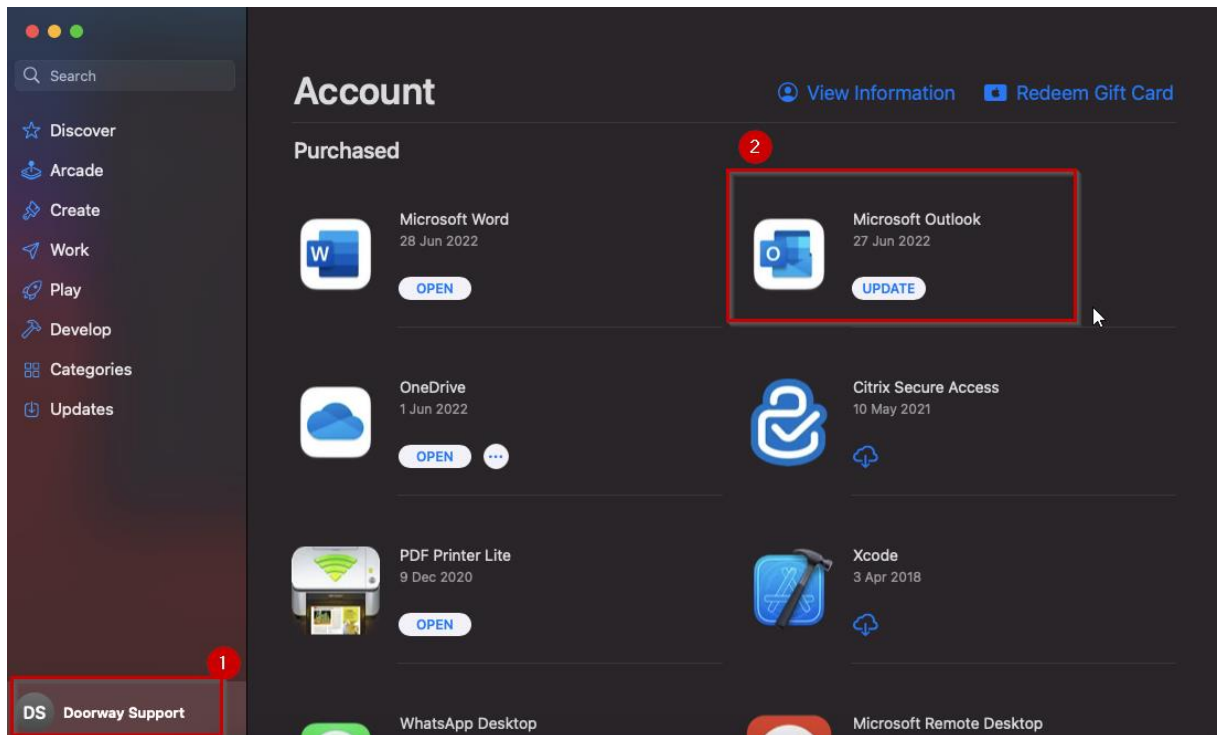 Search
Discover
Arcade
Create
Work
Play
Develop
Categories
Updates
1
DS Doorway Support
Account
View Information Redeem Gift Card
Purchased
2
Microsoft Word
28 Jun 2022
OPEN
W
Microsoft Outlook
27 Jun 2022
UPDATE
O
OneDrive
1 Jun 2022
OPEN
Citrix Secure Access
10 May 2021
PDF Printer Lite
9 Dec 2020
OPEN
Xcode
3 Apr 2018
WhatsApp Desktop
Microsoft Remote Desktop